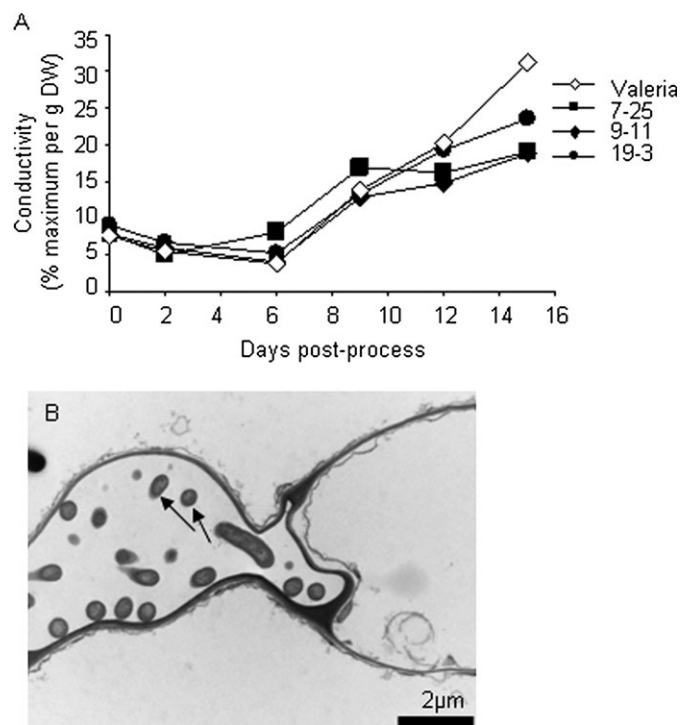 A
Conductivity
(% maximum per g DW)
35
30
25
20
15
10
5
0
0 2 4 6 8 10 12 14 16
Days post-process
Valeria
7-25
9-11
19-3
B
2µm